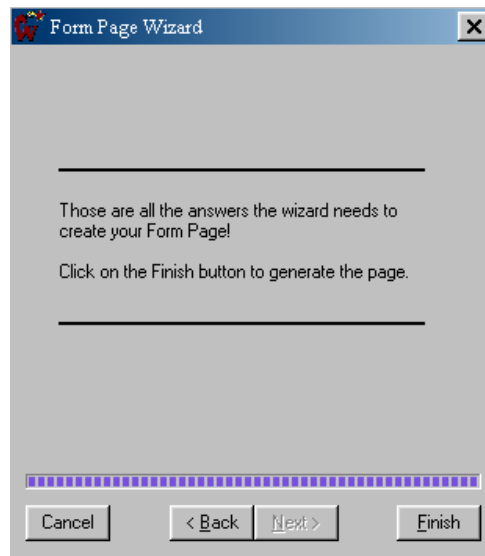 Form Page Wizard
Those are all the answers the wizard needs to
create your Form Page!
Click on the Finish button to generate the page.
Cancel
< Back
Next >
Finish